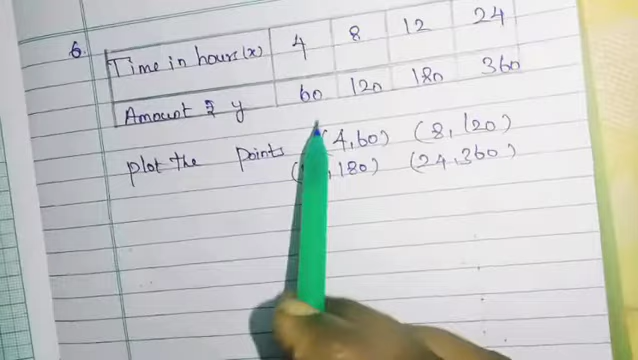 6.
Time in hours (x) 4 8 12 24
Amount ₹ y 60 120 180 360
plot the points (4,60) (8,120)
( ,180) (24,360)